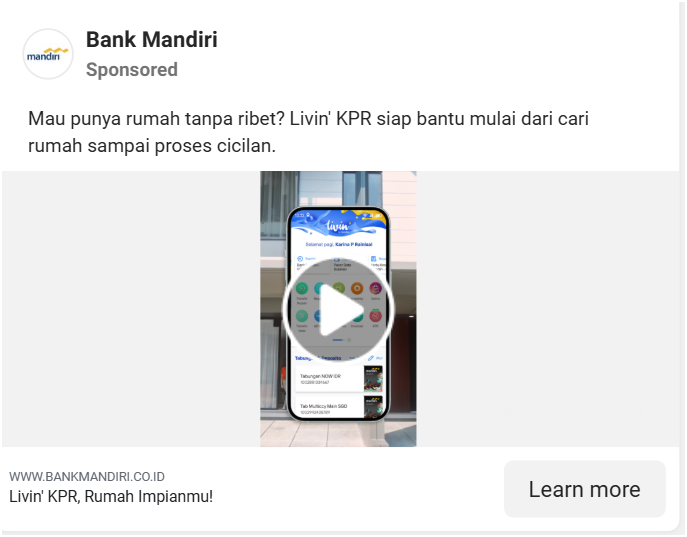 mandiri
Bank Mandiri
Sponsored
Mau punya rumah tanpa ribet? Livin' KPR siap bantu mulai dari cari
rumah sampai proses cicilan.
livin'
Selamat pagi, Karina P Rainisa!
Tabungan NOW IDR
Tab Multiccy Main SGD
WWW.BANKMANDIRI.CO.ID
Livin' KPR, Rumah Impianmu!
Learn more